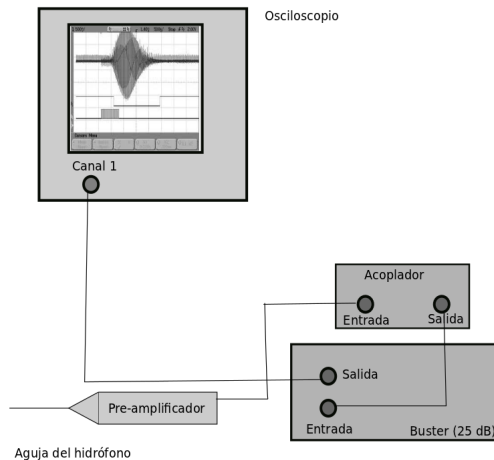 Osciloscopio
Canal 1
Acoplador
Entrada
Salida
Salida
Pre-amplificador
Entrada
Buster (25 dB)
Aguja del hidrófono